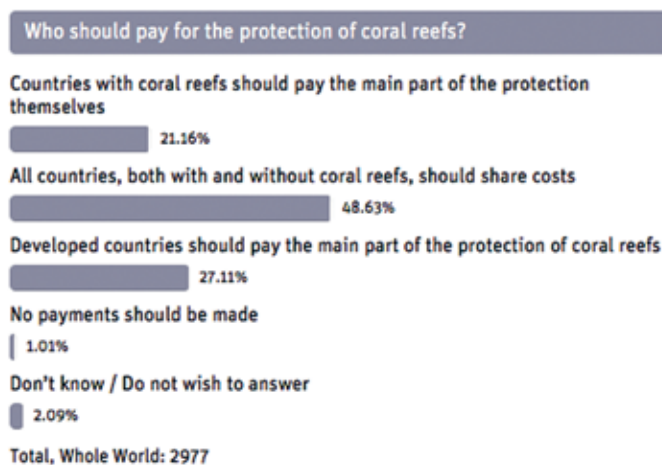 Who should pay for the protection of coral reefs?
Countries with coral reefs should pay the main part of the protection
themselves
21.16%
All countries, both with and without coral reefs, should share costs
48.63%
Developed countries should pay the main part of the protection of coral reefs
27.11%
No payments should be made
1.01%
Don't know / Do not wish to answer
2.09%
Total, Whole World: 2977